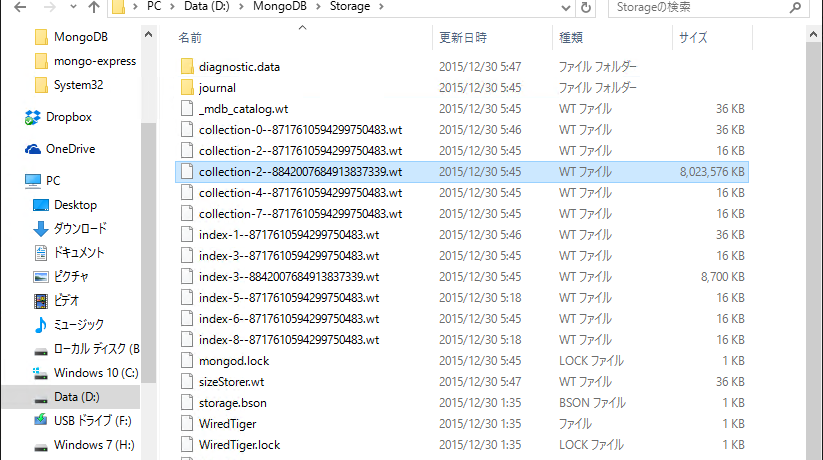 PC > Data (D:) > MongoDB > Storage >
Storageの検索
MongoDB
mongo-express
System32
Dropbox
OneDrive
PC
Desktop
ダウンロード
ドキュメント
ピクチャ
ビデオ
ミュージック
ローカル ディスク (B
Windows 10 (C:)
Data (D:)
USB ドライブ (F:)
Windows 7 (H:)
名前 更新日時 種類 サイズ
diagnostic.data 2015/12/30 5:47 ファイル フォルダー
journal 2015/12/30 5:45 ファイル フォルダー
_mdb_catalog.wt 2015/12/30 5:45 WT ファイル 36 KB
collection-0--8717610594299750483.wt 2015/12/30 5:46 WT ファイル 36 KB
collection-2--8717610594299750483.wt 2015/12/30 5:45 WT ファイル 16 KB
collection-2--8842007684913837339.wt 2015/12/30 5:45 WT ファイル 8,023,576 KB
collection-4--8717610594299750483.wt 2015/12/30 5:45 WT ファイル 16 KB
collection-7--8717610594299750483.wt 2015/12/30 5:45 WT ファイル 16 KB
index-1--8717610594299750483.wt 2015/12/30 5:46 WT ファイル 36 KB
index-3--8717610594299750483.wt 2015/12/30 5:45 WT ファイル 16 KB
index-3--8842007684913837339.wt 2015/12/30 5:45 WT ファイル 8,700 KB
index-5--8717610594299750483.wt 2015/12/30 5:18 WT ファイル 16 KB
index-6--8717610594299750483.wt 2015/12/30 5:45 WT ファイル 16 KB
index-8--8717610594299750483.wt 2015/12/30 5:18 WT ファイル 16 KB
mongod.lock 2015/12/30 5:45 LOCK ファイル 1 KB
sizeStorer.wt 2015/12/30 5:47 WT ファイル 36 KB
storage.bson 2015/12/30 1:35 BSON ファイル 1 KB
WiredTiger 2015/12/30 1:35 ファイル 1 KB
WiredTiger.lock 2015/12/30 1:35 LOCK ファイル 1 KB